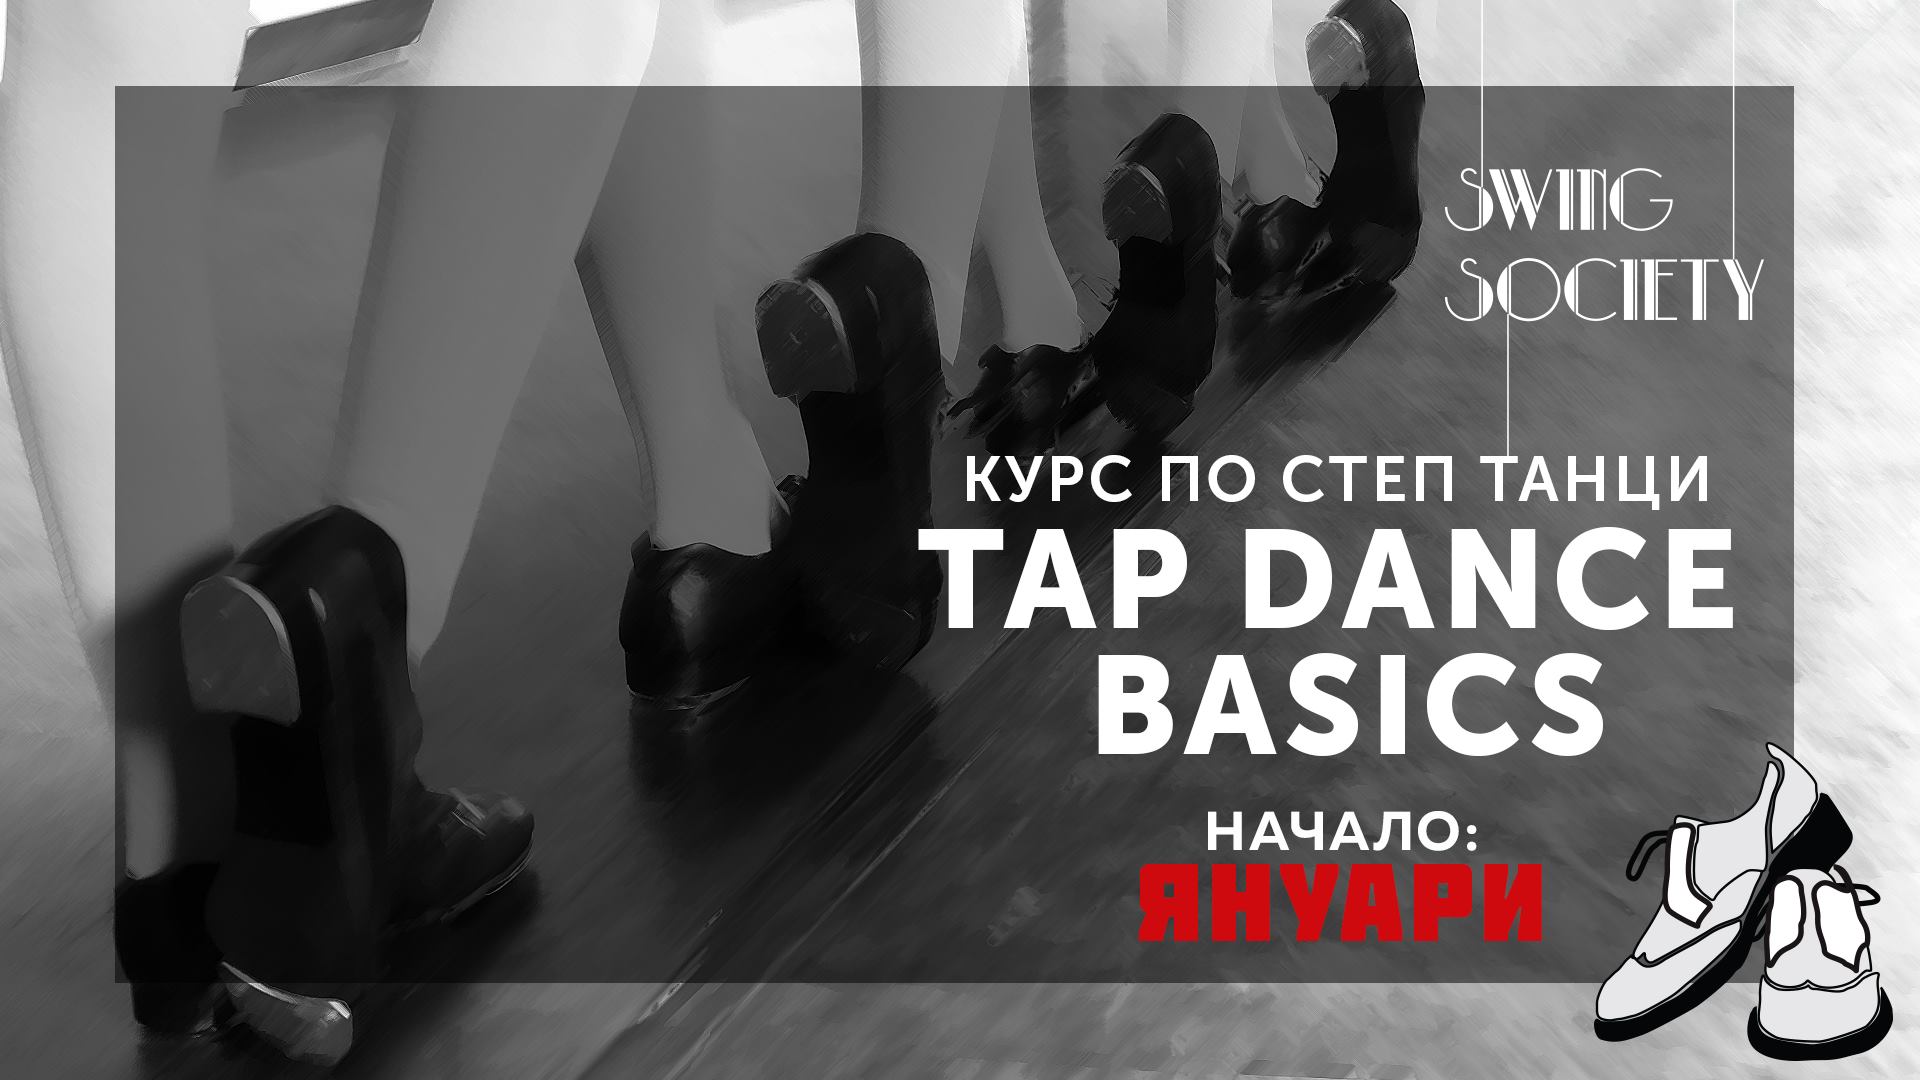 SWING
SOCIETY
КУРС ПО СТЕП ТАНЦИ
TAP DANCE
BASICS
НАЧАЛО:
ЯНУАРИ